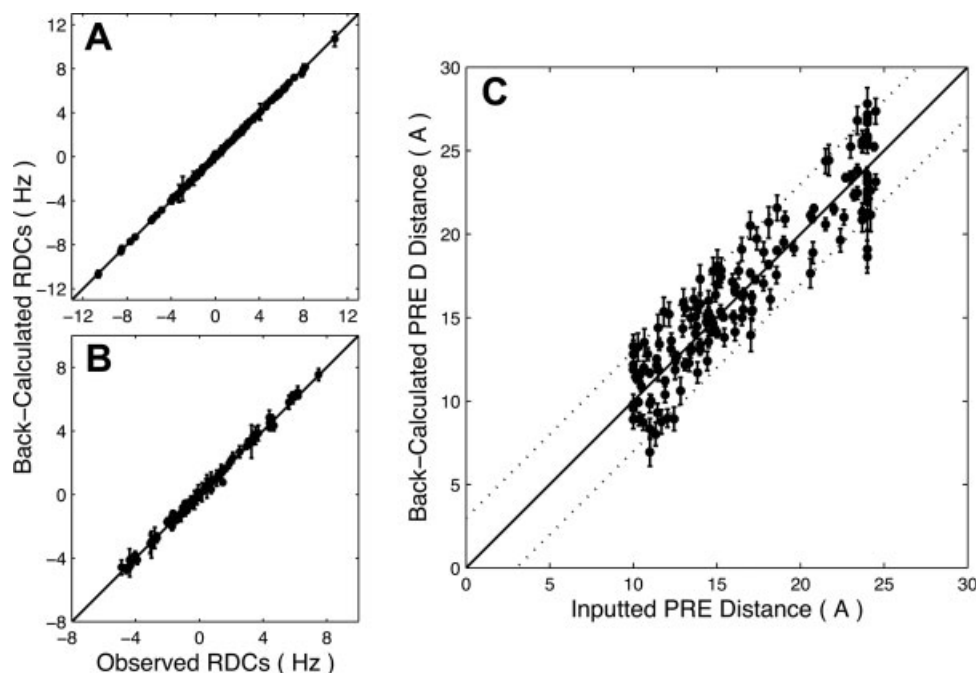 A
12
8
4
0
-4
-8
-12
-12 -8 -4 0 4 8 12
B
8
4
0
-4
-8
-8 -4 0 4 8
Back-Calculated RDCs ( Hz )
Observed RDCs ( Hz )
C
30
25
20
15
10
5
0
0 5 10 15 20 25 30
Back-Calculated PRE D Distance ( A )
Inputted PRE Distance ( A )